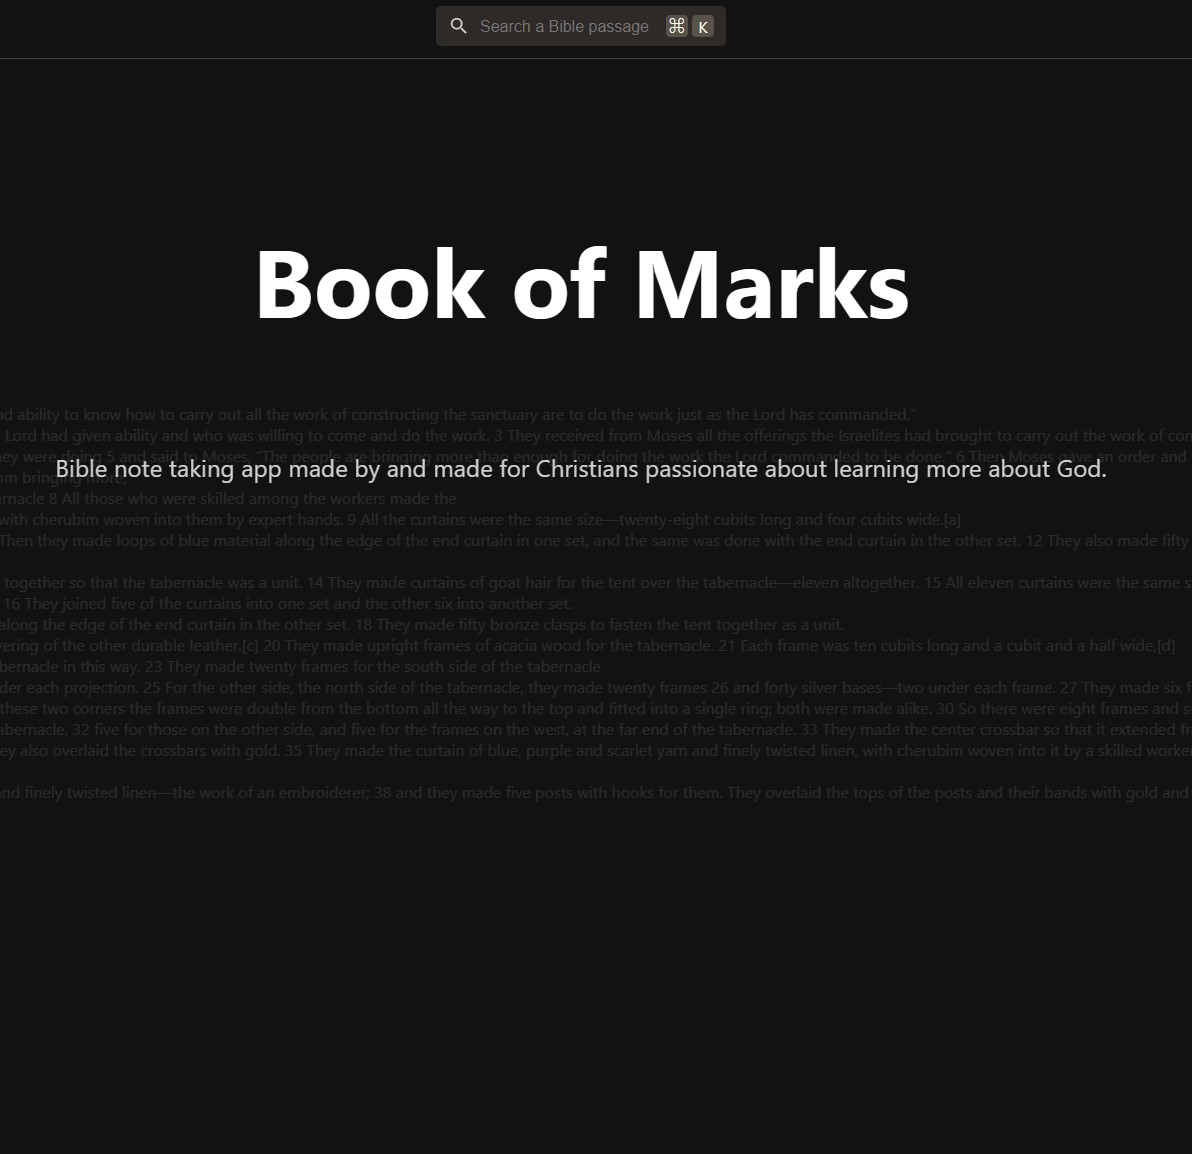 Search a Bible passage ⌘ K
Book of Marks
nd ability to know how to carry out all the work of constructing the sanctuary are to do the work just as the Lord has commanded.”
Lord had given ability and who was willing to come and do the work. 3 They received from Moses all the offerings the Israelites had brought to carry out the work of con
ey were doing 5 and said to Moses, “The people are bringing more than enough for doing the work the Lord commanded to be done.” 6 Then Moses gave an order and
Bible note taking app made by and made for Christians passionate about learning more about God.
om bringing more,
ernacle 8 All those who were skilled among the workers made the
with cherubim woven into them by expert hands. 9 All the curtains were the same size—twenty-eight cubits long and four cubits wide.[a]
Then they made loops of blue material along the edge of the end curtain in one set, and the same was done with the end curtain in the other set. 12 They also made fifty
together so that the tabernacle was a unit. 14 They made curtains of goat hair for the tent over the tabernacle—eleven altogether. 15 All eleven curtains were the same s
16 They joined five of the curtains into one set and the other six into another set.
along the edge of the end curtain in the other set. 18 They made fifty bronze clasps to fasten the tent together as a unit.
vering of the other durable leather.[c] 20 They made upright frames of acacia wood for the tabernacle. 21 Each frame was ten cubits long and a cubit and a half wide,[d]
bernacle in this way. 23 They made twenty frames for the south side of the tabernacle
der each projection. 25 For the other side, the north side of the tabernacle, they made twenty frames 26 and forty silver bases—two under each frame. 27 They made six f
these two corners the frames were double from the bottom all the way to the top and fitted into a single ring; both were made alike. 30 So there were eight frames and s
abernacle, 32 five for those on the other side, and five for the frames on the west, at the far end of the tabernacle. 33 They made the center crossbar so that it extended fr
ey also overlaid the crossbars with gold. 35 They made the curtain of blue, purple and scarlet yarn and finely twisted linen, with cherubim woven into it by a skilled worker
nd finely twisted linen—the work of an embroiderer; 38 and they made five posts with hooks for them. They overlaid the tops of the posts and their bands with gold and